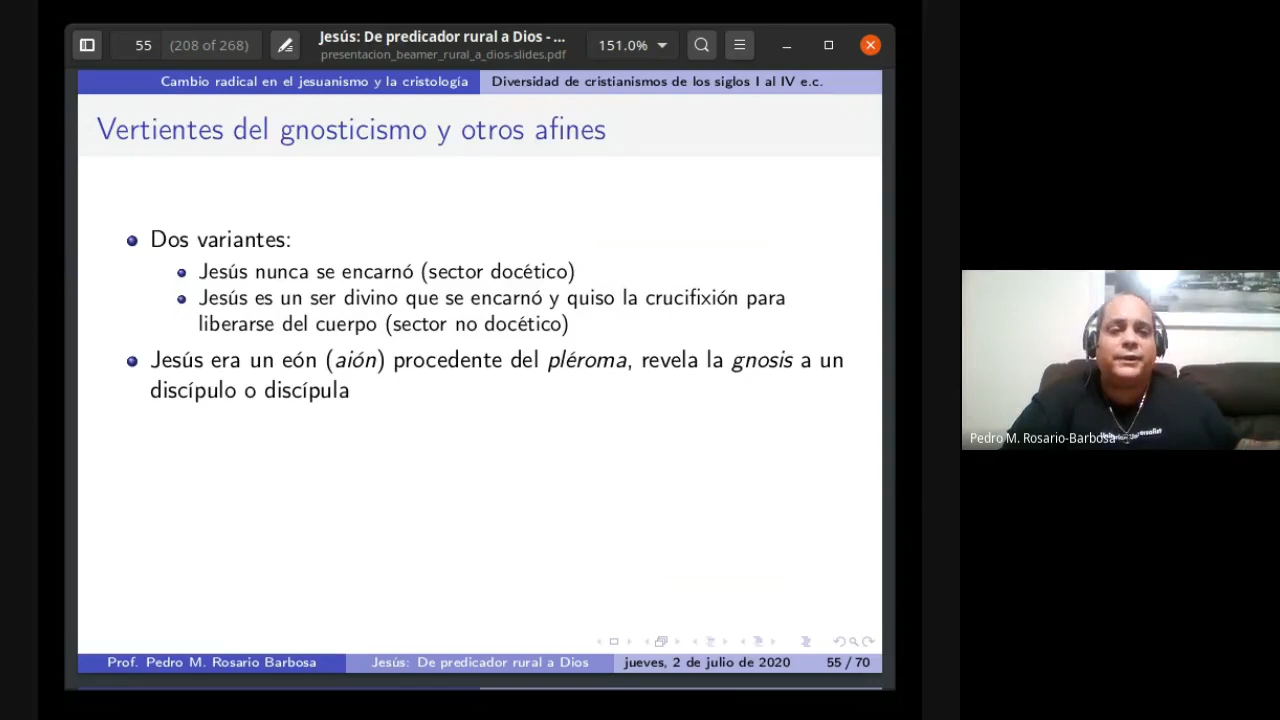 55 (208 of 268)
Jesús: De predicador rural a Dios - ...
presentacion_beamer_rural_a_dios-slides.pdf
151.0%
Cambio radical en el jesuanismo y la cristología
Diversidad de cristianismos de los siglos I al IV e.c.
Vertientes del gnosticismo y otros afines
Dos variantes:
Jesús nunca se encarnó (sector docético)
Jesús es un ser divino que se encarnó y quiso la crucifixión para
liberarse del cuerpo (sector no docético)
Jesús era un eón (aión) procedente del pléroma, revela la gnosis a un
discípulo o discípula
Prof. Pedro M. Rosario Barbosa
Jesús: De predicador rural a Dios
jueves, 2 de julio de 2020
55 / 70
Pedro M. Rosario-Barbosa